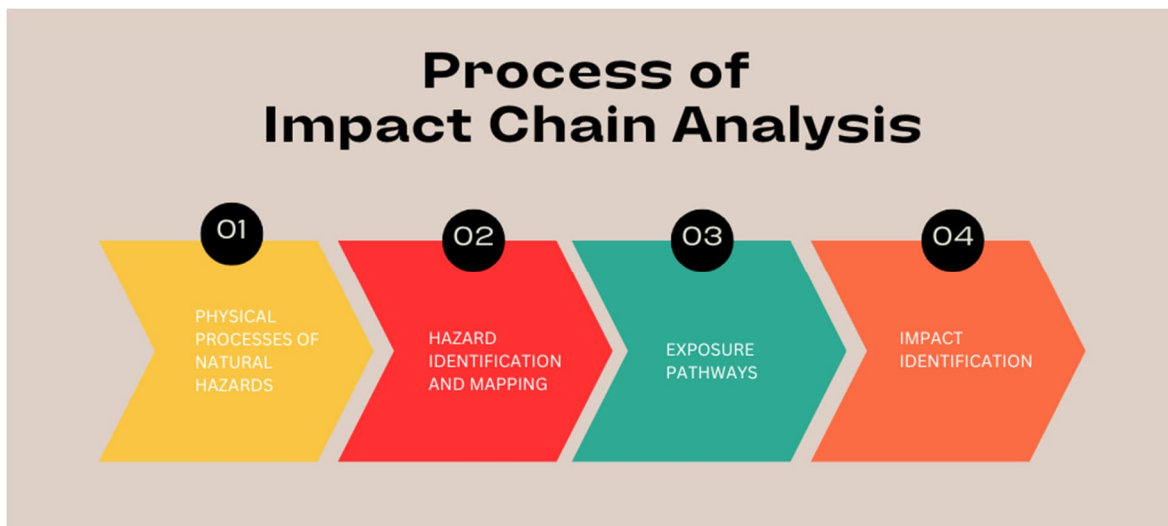 Process of
Impact Chain Analysis
01
PHYSICAL
PROCESSES OF
NATURAL
HAZARDS
02
HAZARD
IDENTIFICATION
AND MAPPING
03
EXPOSURE
PATHWAYS
04
IMPACT
IDENTIFICATION